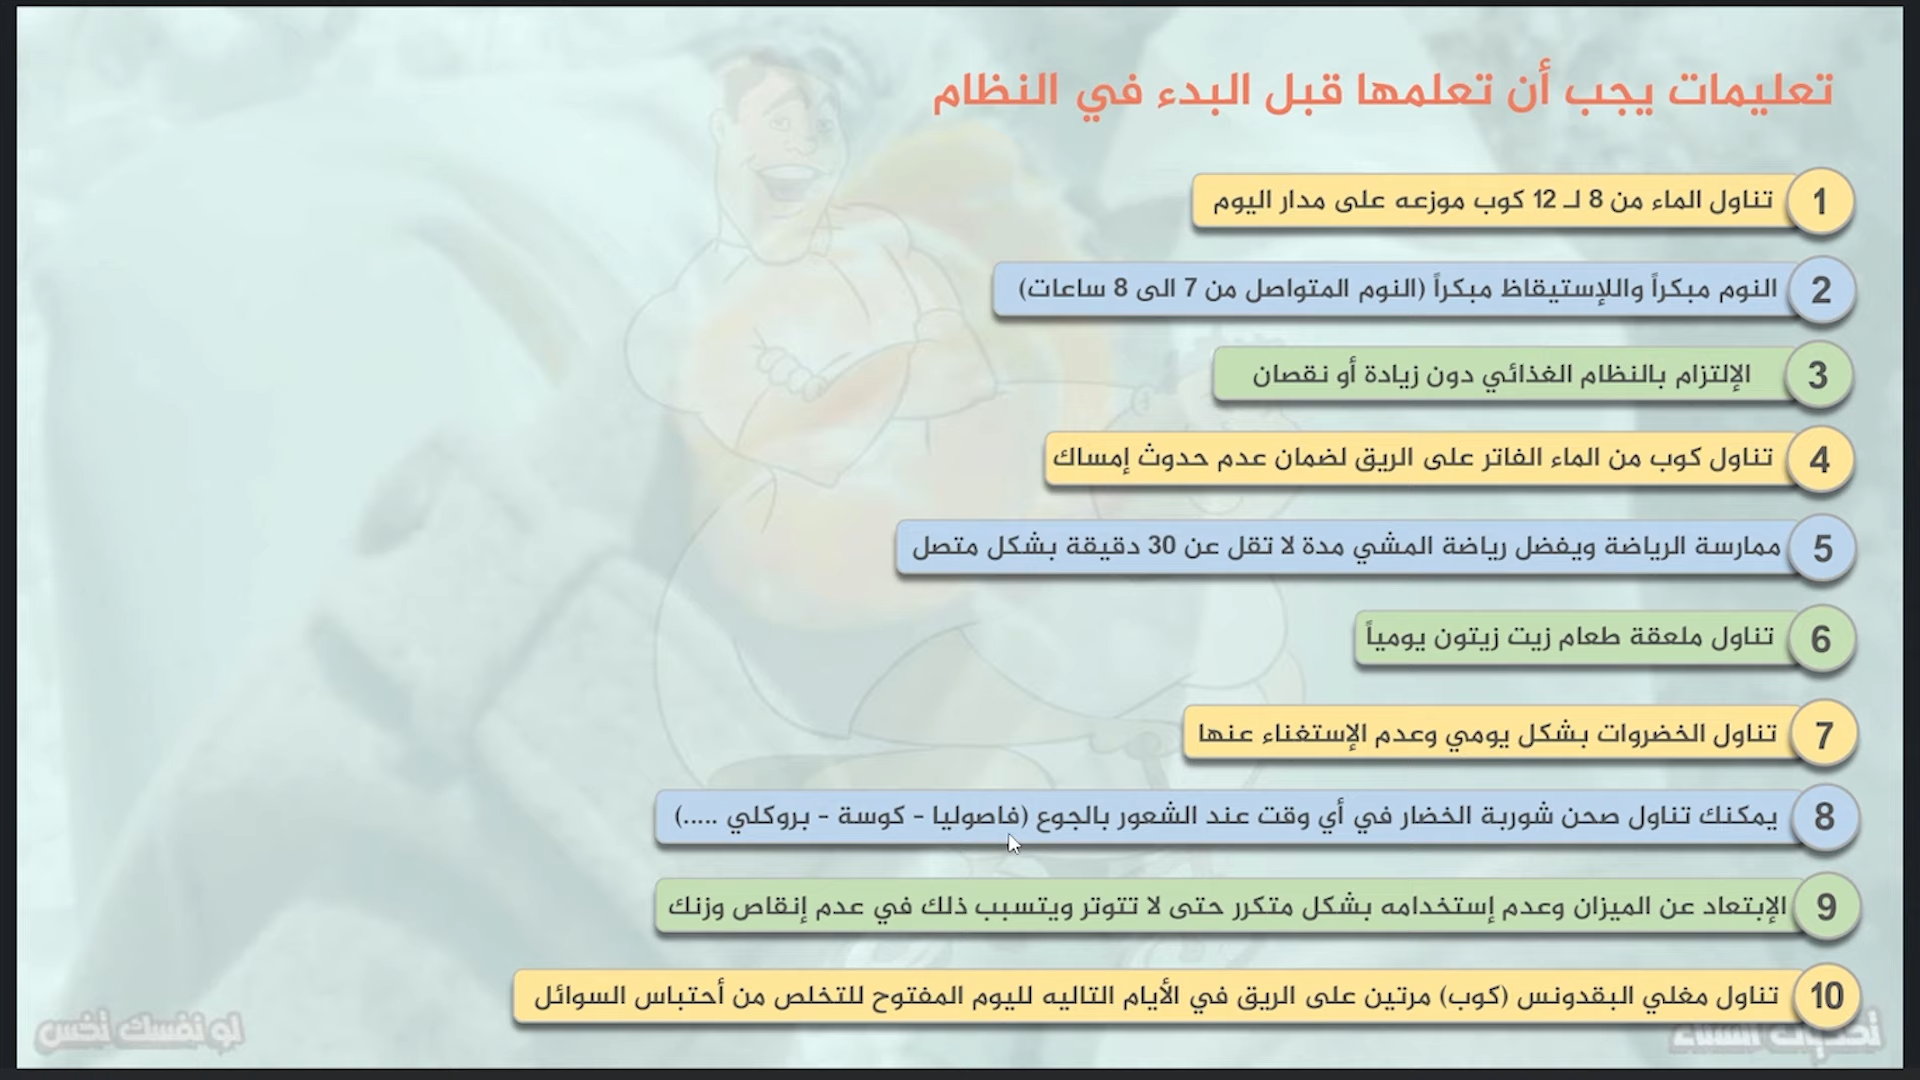 تعليمات يجب أن تعلمها قبل البدء في النظام
1 تناول الماء من 8 لـ 12 كوب موزعه على مدار اليوم
2 النوم مبكراً واللإستيقاظ مبكراً (النوم المتواصل من 7 الى 8 ساعات)
3 الإلتزام بالنظام الغذائي دون زيادة أو نقصان
4 تناول كوب من الماء الفاتر على الريق لضمان عدم حدوث إمساك
5 ممارسة الرياضة ويفضل رياضة المشي مدة لا تقل عن 30 دقيقة بشكل متصل
6 تناول ملعقة طعام زيت زيتون يومياً
7 تناول الخضروات بشكل يومي وعدم الإستغناء عنها
8 يمكنك تناول صحن شوربة الخضار في أي وقت عند الشعور بالجوع (فاصوليا - كوسة - بروكلي .....)
9 الإبتعاد عن الميزان وعدم إستخدامه بشكل متكرر حتى لا تتوتر ويتسبب ذلك في عدم إنقاص وزنك
10 تناول مغلي البقدونس (كوب) مرتين على الريق في الأيام التاليه لليوم المفتوح للتخلص من أحتباس السوائل
لو نفسك تخس